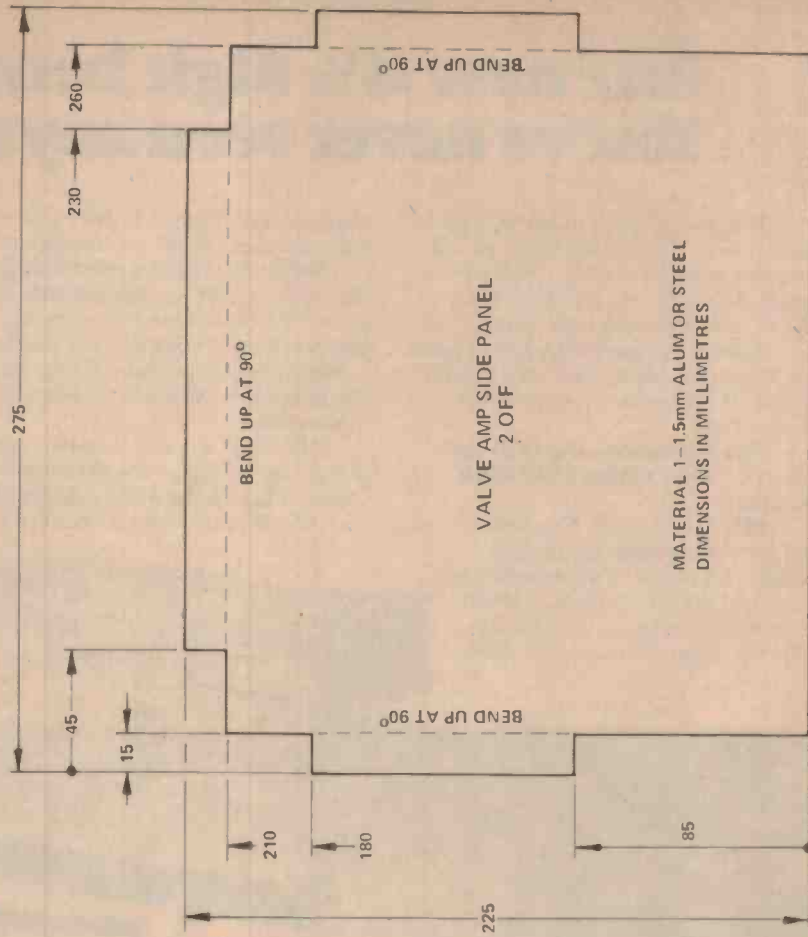 275
260
230
45
15
BEND UP AT 90°
BEND UP AT 90°
BEND UP AT 90°
VALVE AMP SIDE PANEL
2 OFF
MATERIAL 1–1.5mm ALUM OR STEEL
DIMENSIONS IN MILLIMETRES
210
180
85
225